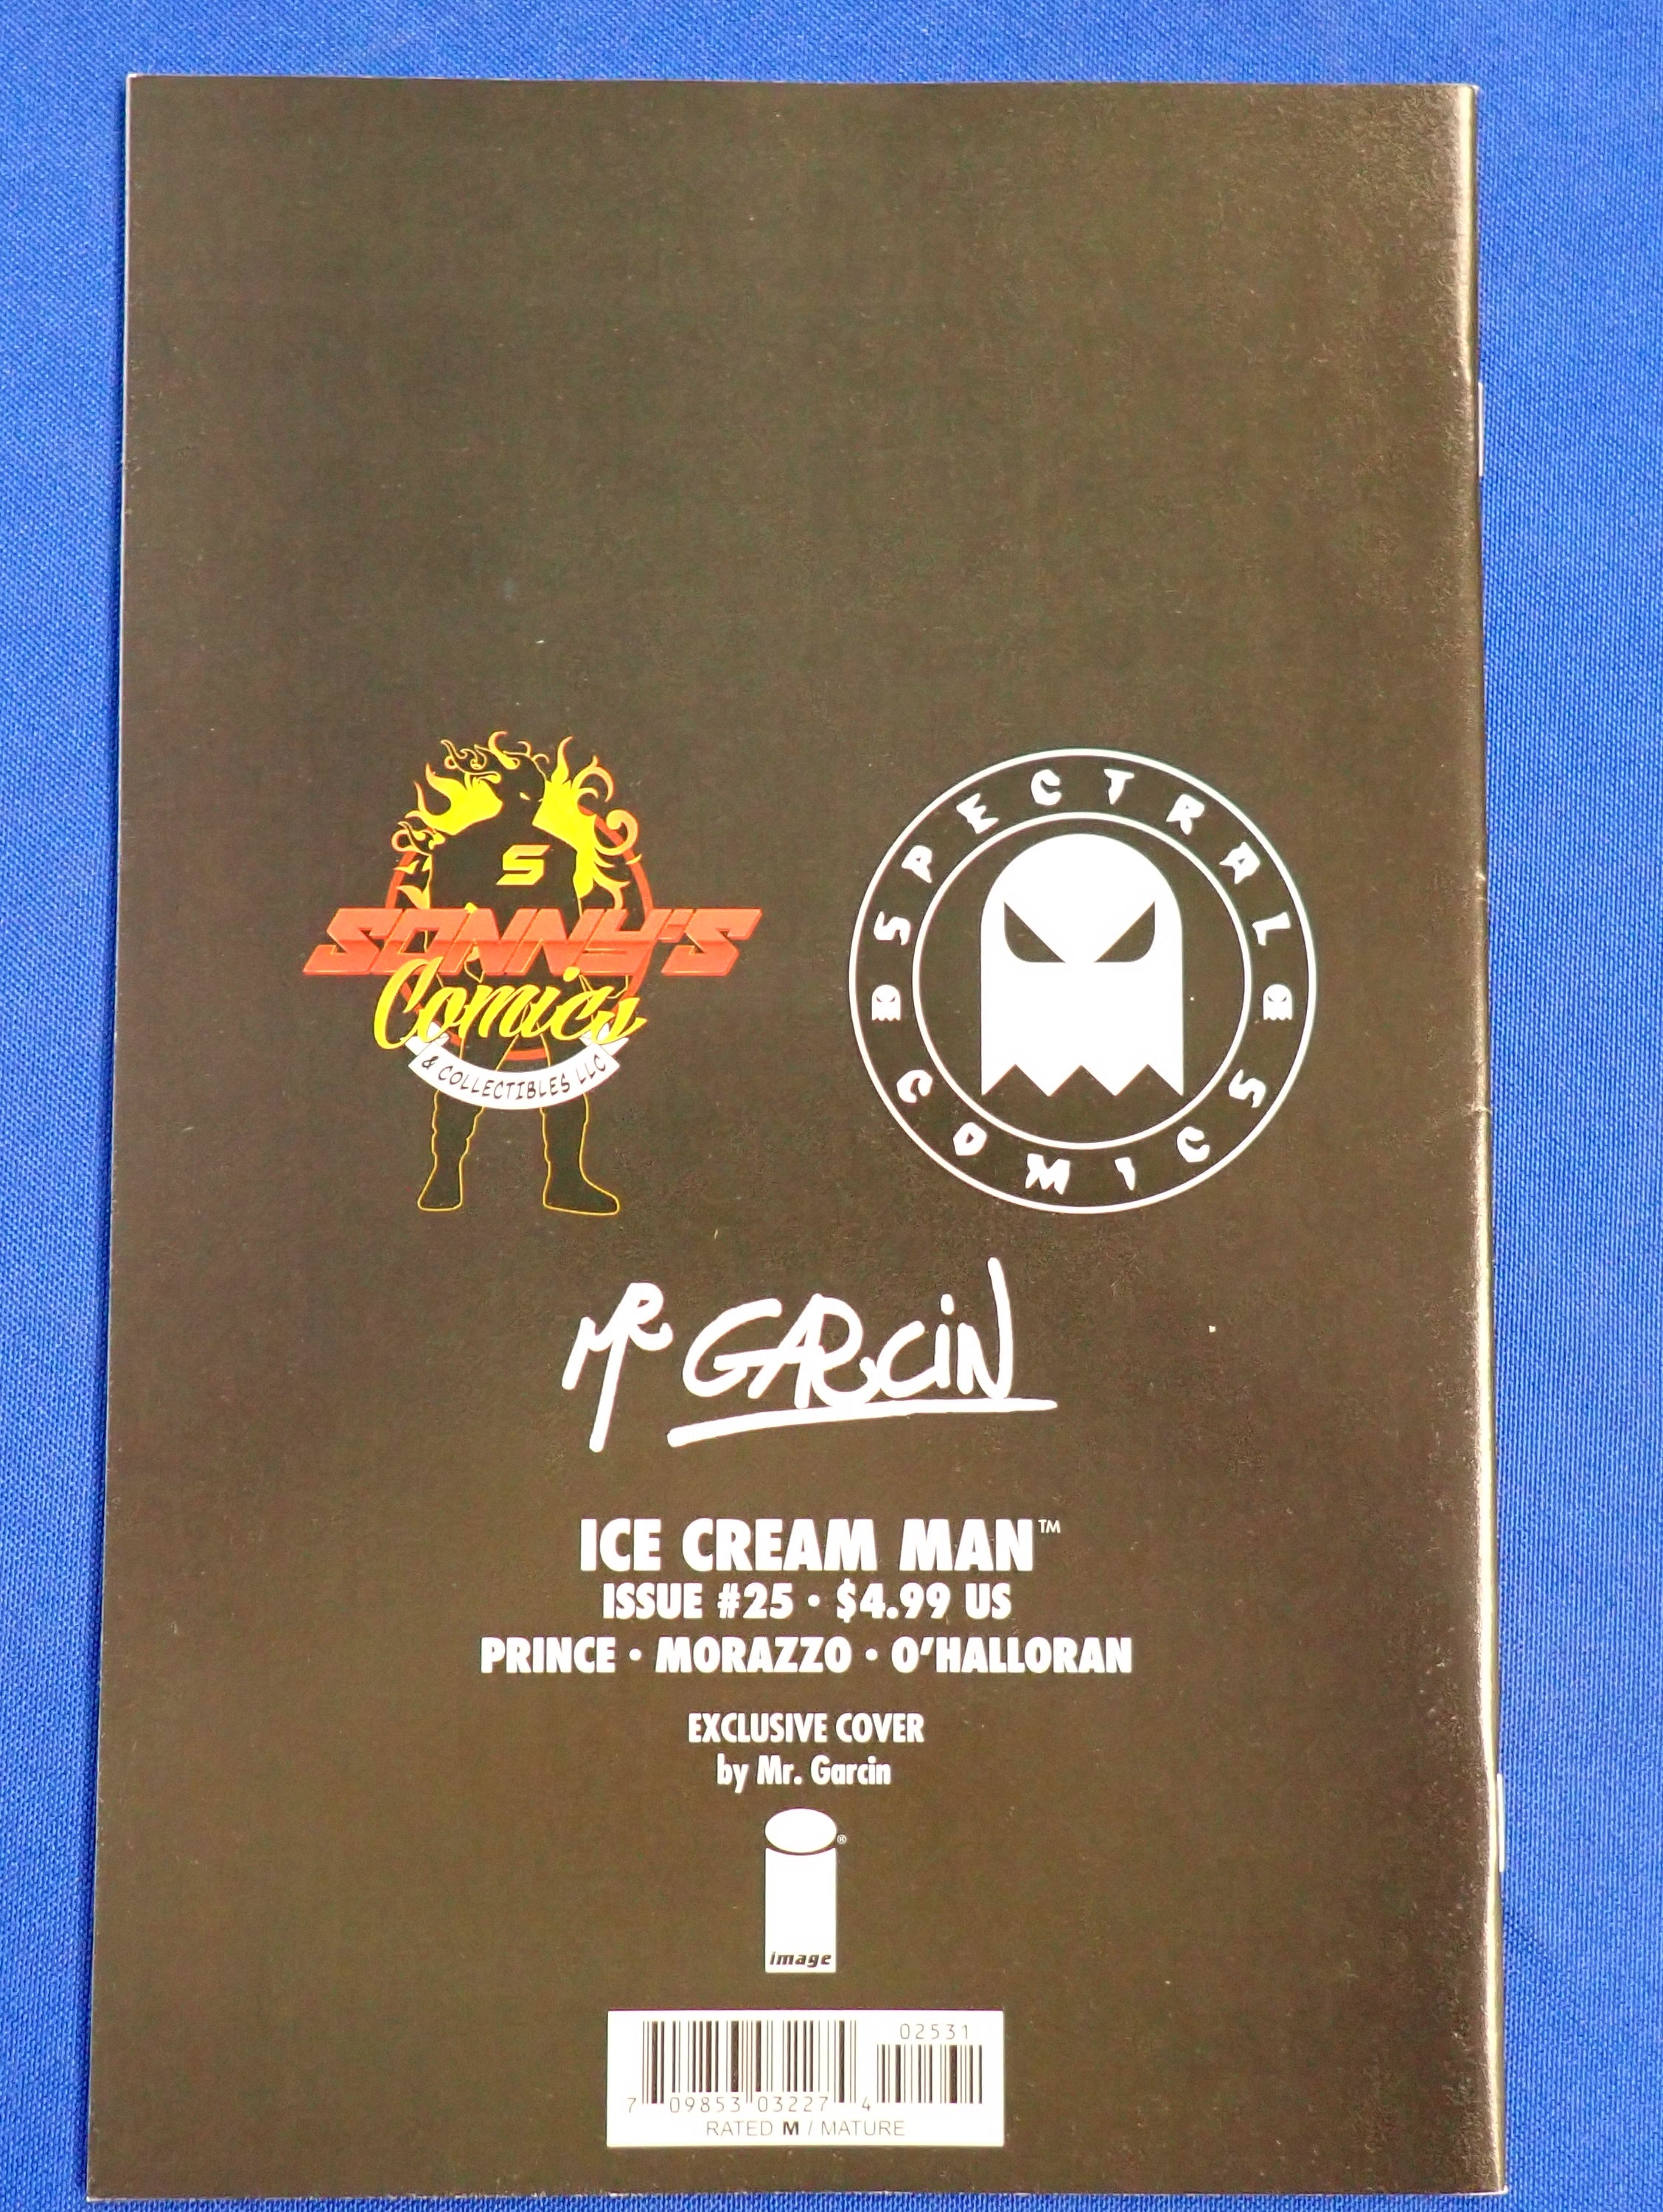 S
SONNY'S
Comics
& COLLECTIBLES LLC
SPECTRAL
COMICS
MR GARCIN
ICE CREAM MAN™
ISSUE #25 • $4.99 US
PRINCE • MORAZZO • O'HALLORAN
EXCLUSIVE COVER
by Mr. Garcin
®
image
02531
7 09853 03227 4
RATED M / MATURE